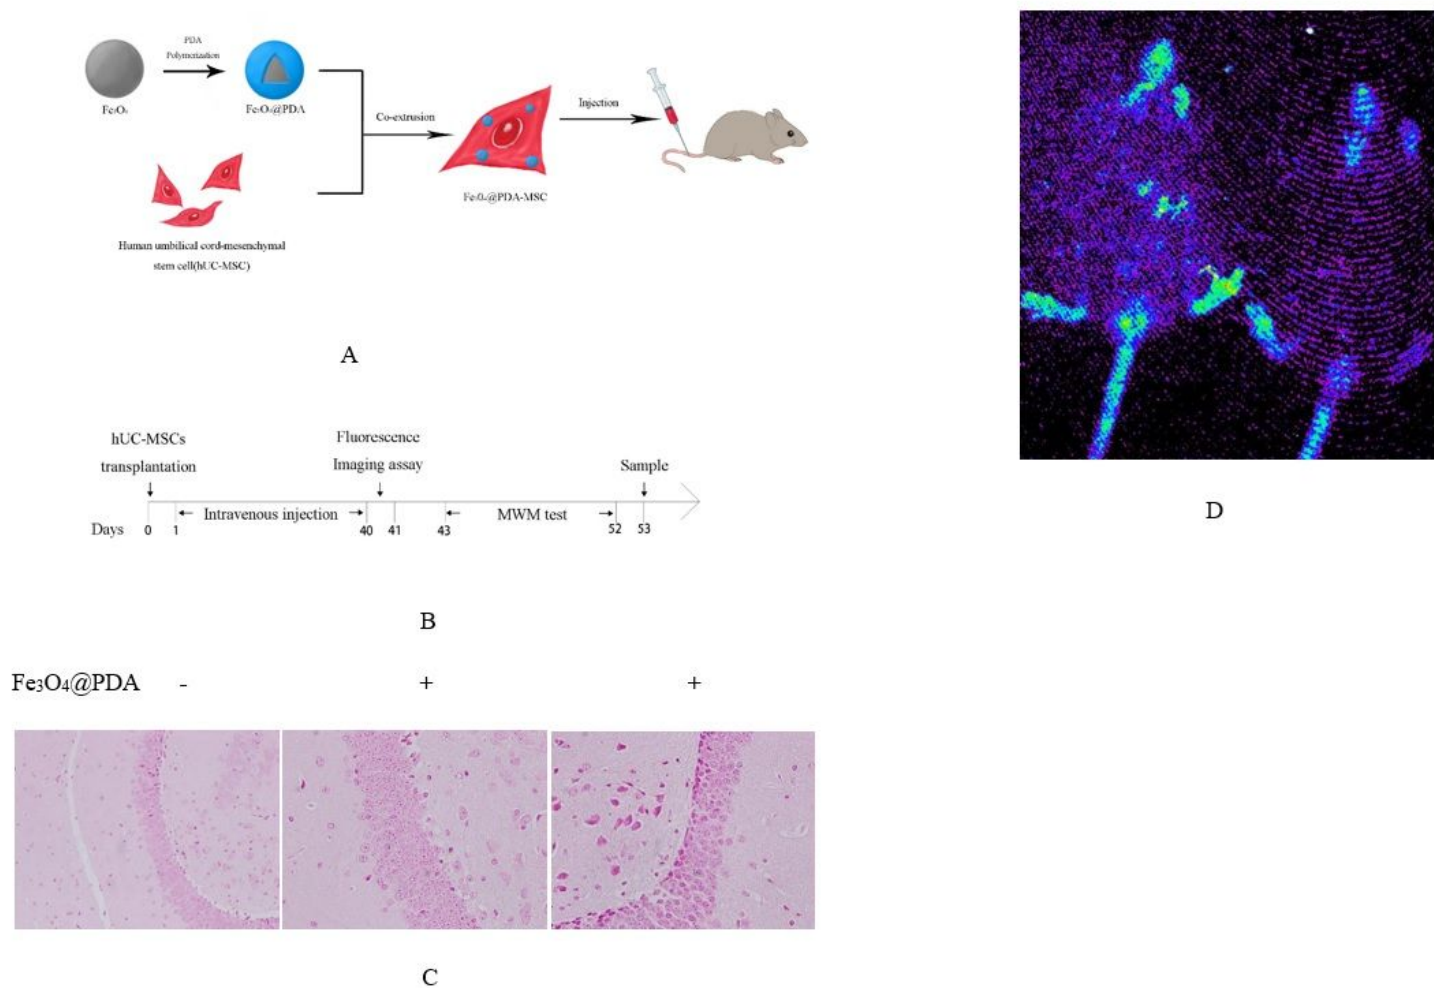 PDA
Polymerization
Fe₃O₄
Fe₃O₄@PDA
Co-extrusion
Injection
Fe₃O₄@PDA-MSC
Human umbilical cord-mesenchymal
stem cell(hUC-MSC)
A
hUC-MSCs
transplantation
Fluorescence
Imaging assay
Sample
Intravenous injection
MWM test
Days 0 1 40 41 43 52 53
B
Fe₃O₄@PDA - + +
C
D